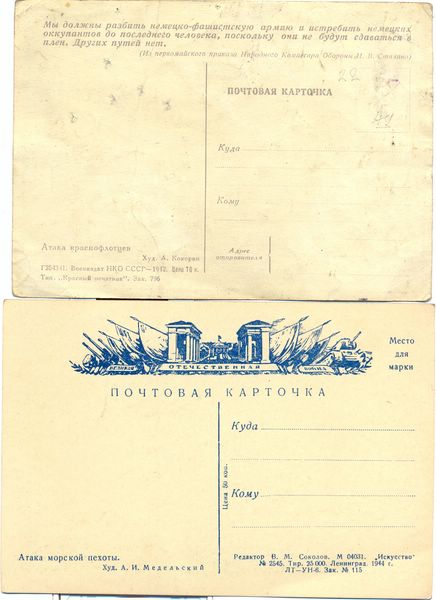 Мы должны разбить немецко-фашистскую армию и истребить немецких
оккупантов до последнего человека, поскольку они не будут сдаваться в
плен. Других путей нет.
(Из первомайского приказа Народного Комиссара Обороны И. В. Сталина)
22
ПОЧТОВАЯ КАРТОЧКА
Куда
Кому
Атака краснофлотцев
Худ. А. Кокорин
Адрес
отправителя
Воениздат НКО СССР—1942. Цена 10 к.
Тип. „Красный печатник". Зак. 796
ВЕЛИКАЯ ОТЕЧЕСТВЕННАЯ ВОЙНА
Место
для
марки
ПОЧТОВАЯ КАРТОЧКА
Куда
Цена 50 коп.
Кому
Атака морской пехоты.
Худ. А. И. Медельский
Редактор В. М. Соколов. М 04031. „Искусство"
№ 2545. Тир. 25 000. Ленинград. 1944 г.
ЛТ—УН-6. Зак. № 115